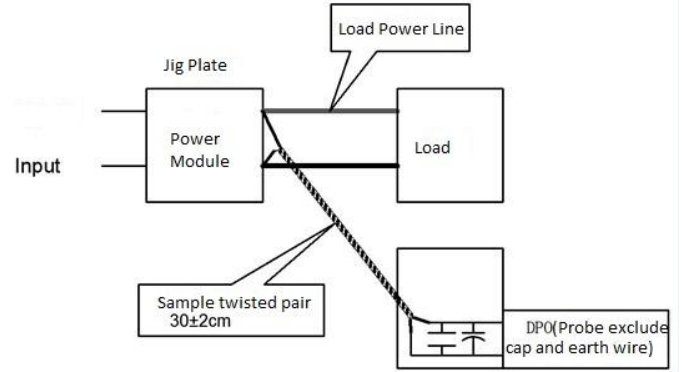 Load Power Line
Jig Plate
Power
Module
Load
Input
Sample twisted pair
30±2cm
DPO(Probe exclude
cap and earth wire)